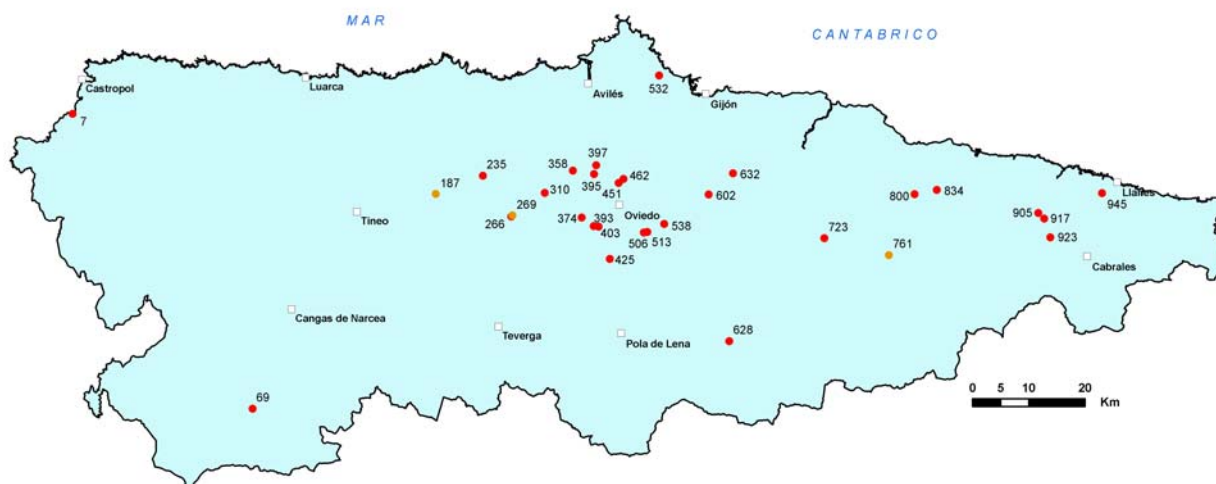 MAR
CANTABRICO
Castropol
Luarca
Avilés
532
Gijón
7
397
235
358
462
632
187
395
451
834
310
602
800
Llanes
945
269
Tineo
Oviedo
905
917
266
374
393
538
403
506
513
723
923
761
425
Cabrales
Cangas de Narcea
Teverga
Pola de Lena
628
0 5 10 20
Km
69